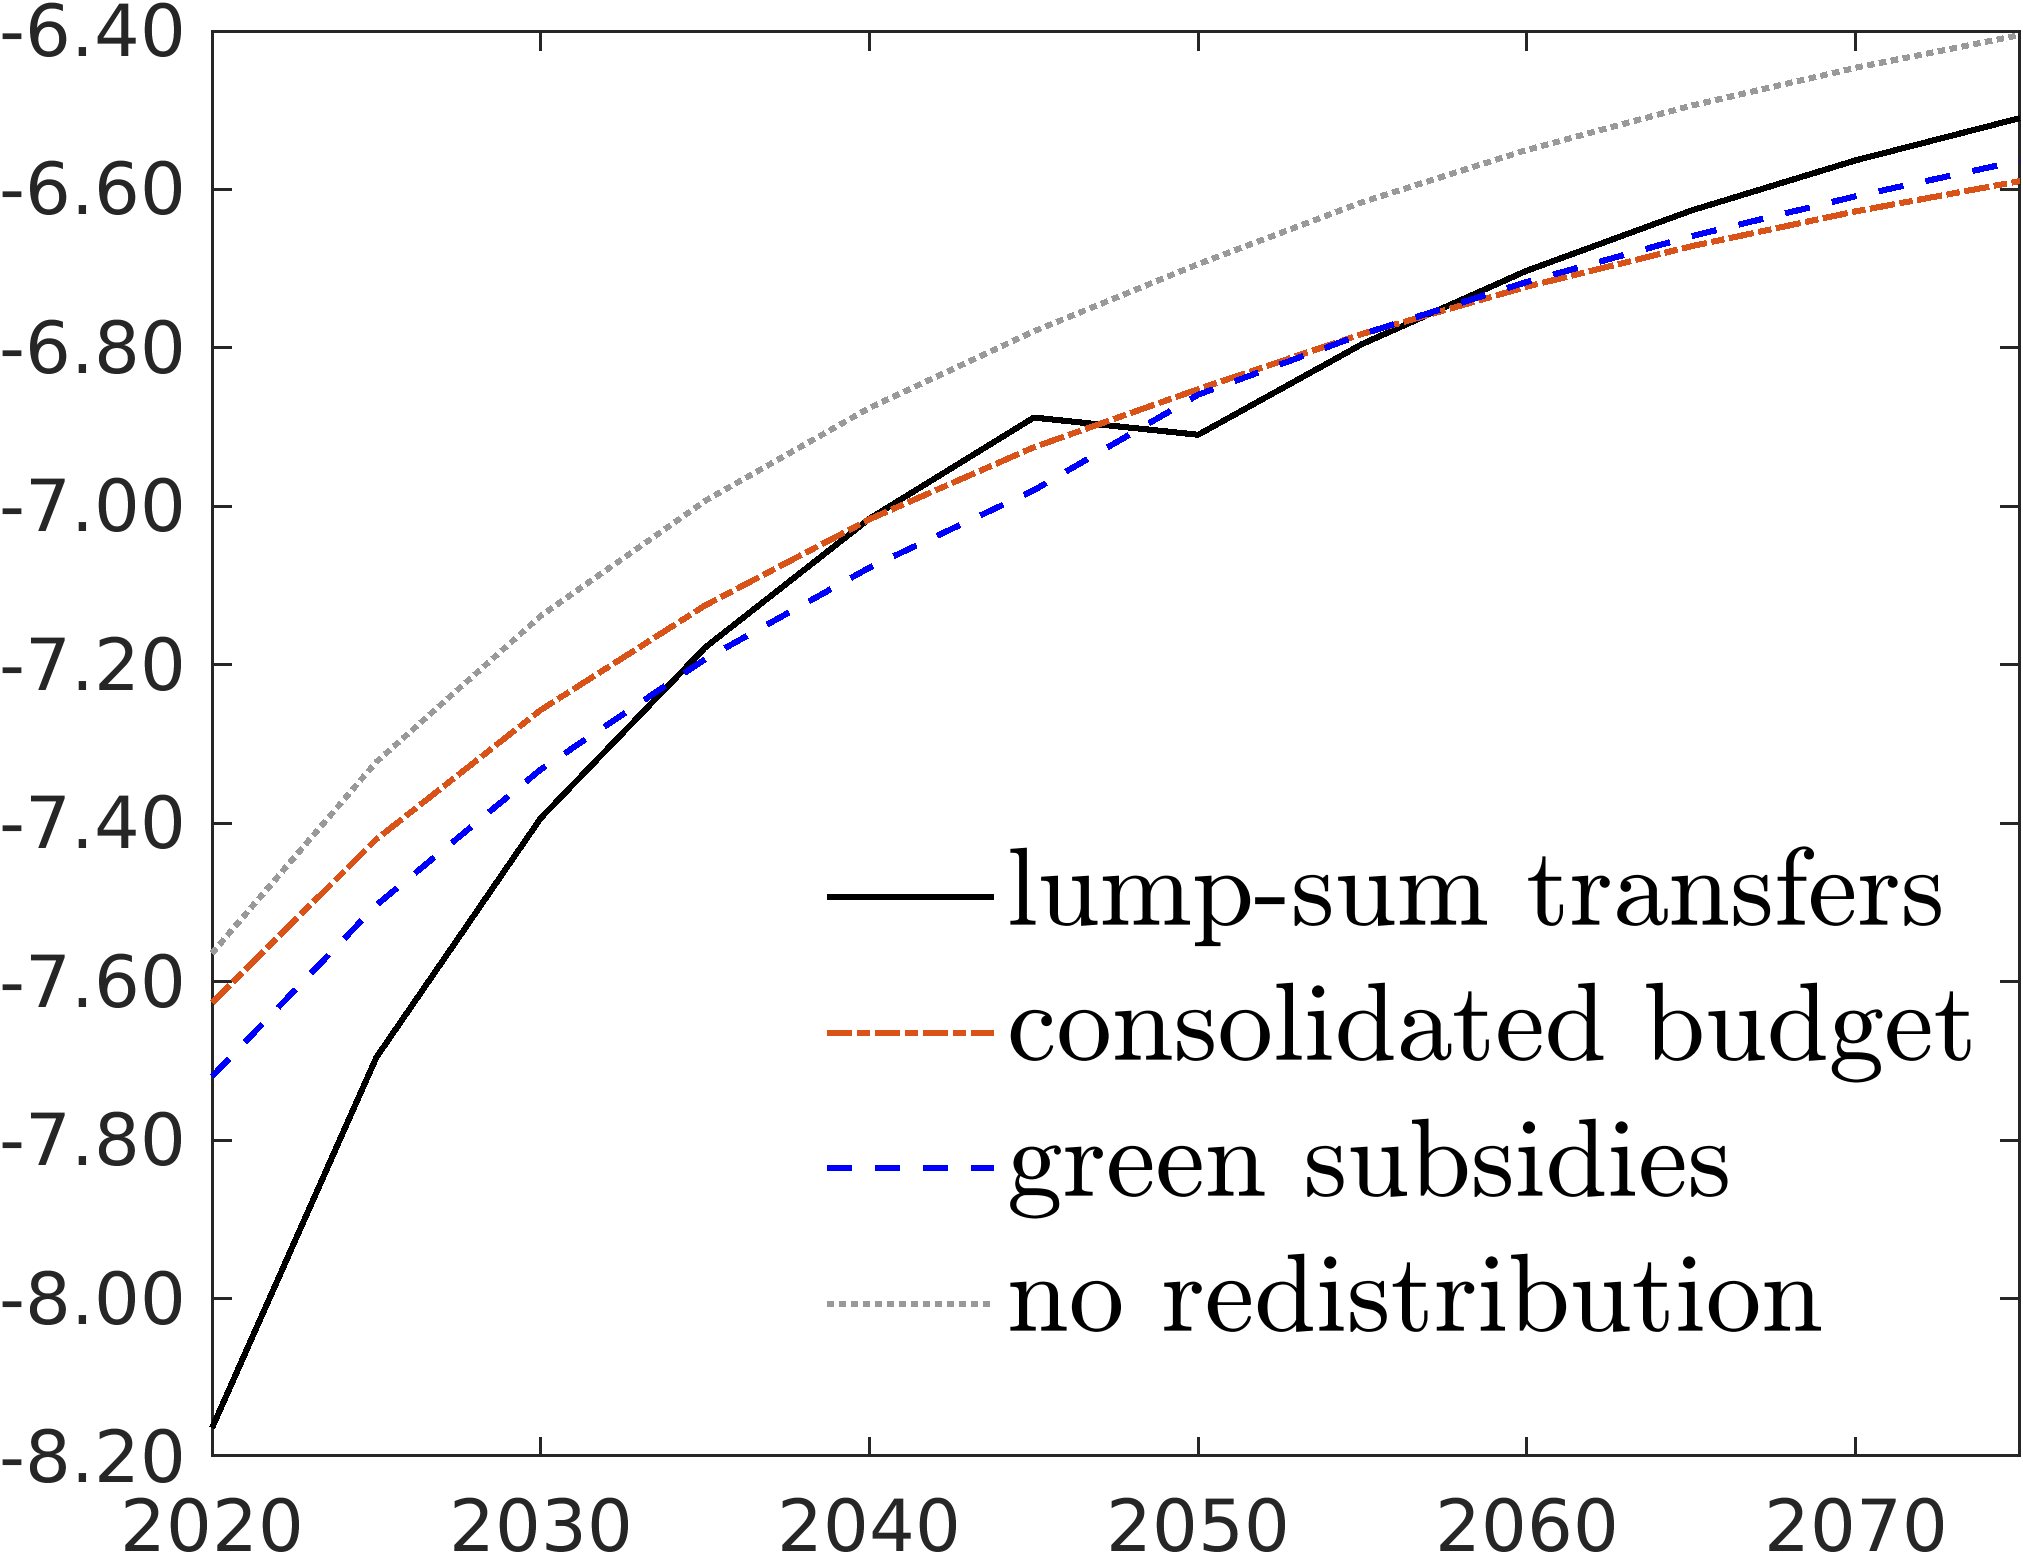 -6.40
-6.60
-6.80
-7.00
-7.20
-7.40
-7.60
-7.80
-8.00
-8.20
lump-sum transfers
consolidated budget
green subsidies
no redistribution
2020 2030 2040 2050 2060 2070